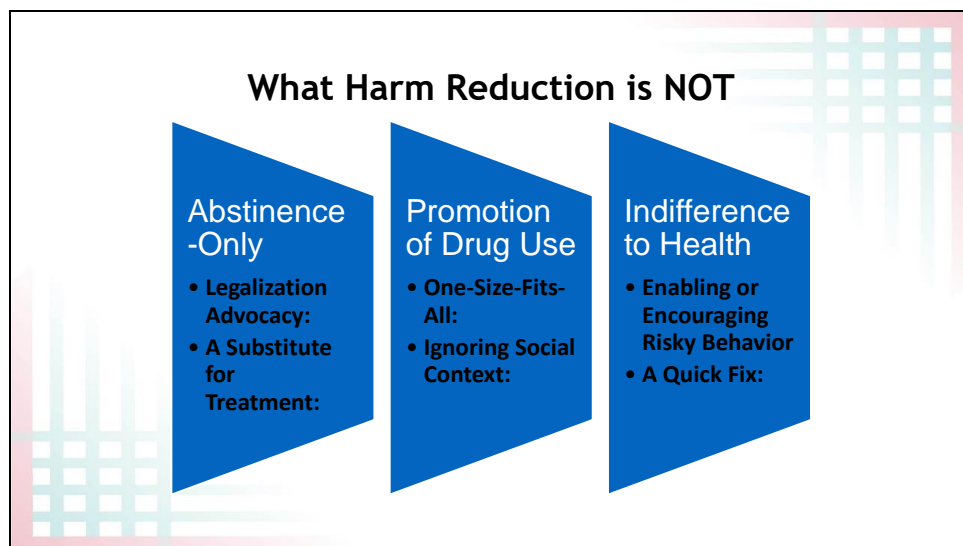 What Harm Reduction is NOT
Abstinence
-Only
• Legalization
Advocacy:
• A Substitute
for
Treatment:
Promotion
of Drug Use
• One-Size-Fits-
All:
• Ignoring Social
Context:
Indifference
to Health
• Enabling or
Encouraging
Risky Behavior
• A Quick Fix: